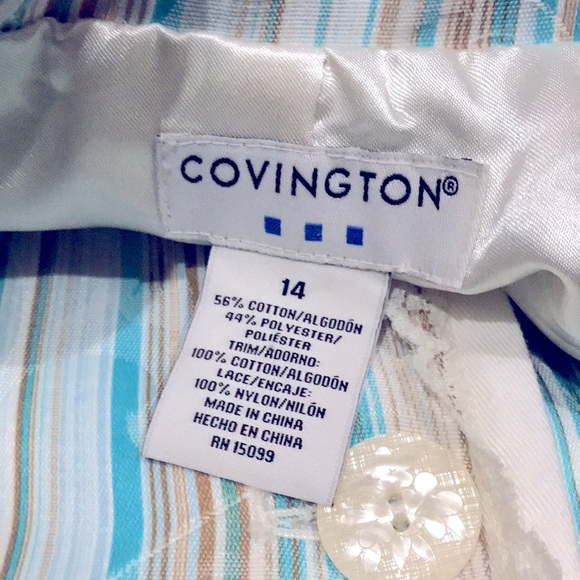 COVINGTON®
14
56% COTTON/ALGODÓN
44% POLYESTER/
POLIÉSTER
TRIM/ADORNO:
100% COTTON/ALGODÓN
LACE/ENCAJE:
100% NYLON/NILÓN
MADE IN CHINA
HECHO EN CHINA
RN 15099